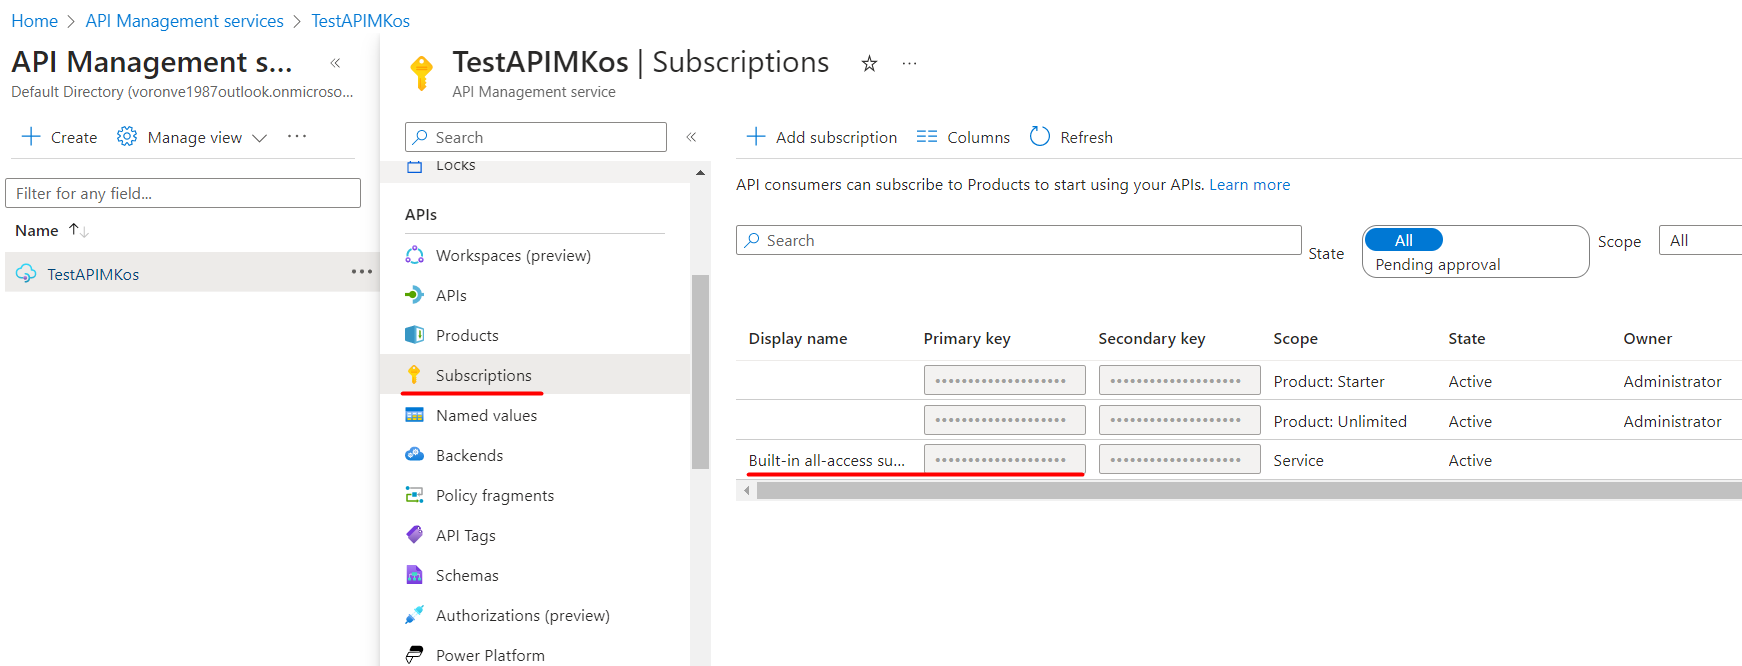 Home > API Management services > TestAPIMKos
API Management s...
Default Directory (voronve1987outlook.onmicroso...
Create Manage view
Filter for any field...
Name
TestAPIMKos
TestAPIMKos | Subscriptions
API Management service
Search
Locks
APIs
Workspaces (preview)
APIs
Products
Subscriptions
Named values
Backends
Policy fragments
API Tags
Schemas
Authorizations (preview)
Power Platform
Add subscription Columns Refresh
API consumers can subscribe to Products to start using your APIs. Learn more
Search
State
All
Pending approval
Scope
All
Display name Primary key Secondary key Scope State Owner
Product: Starter Active Administrator
Product: Unlimited Active Administrator
Built-in all-access su... Service Active